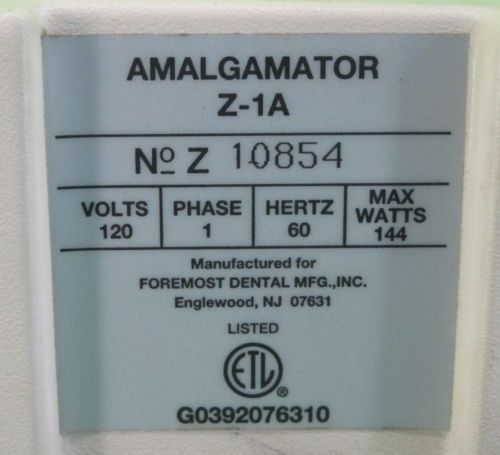 AMALGAMATOR
Z-1A
Nº Z 10854
VOLTS 120
PHASE 1
HERTZ 60
MAX WATTS 144
Manufactured for
FOREMOST DENTAL MFG.,INC.
Englewood, NJ 07631
LISTED
ETL ®
G0392076310